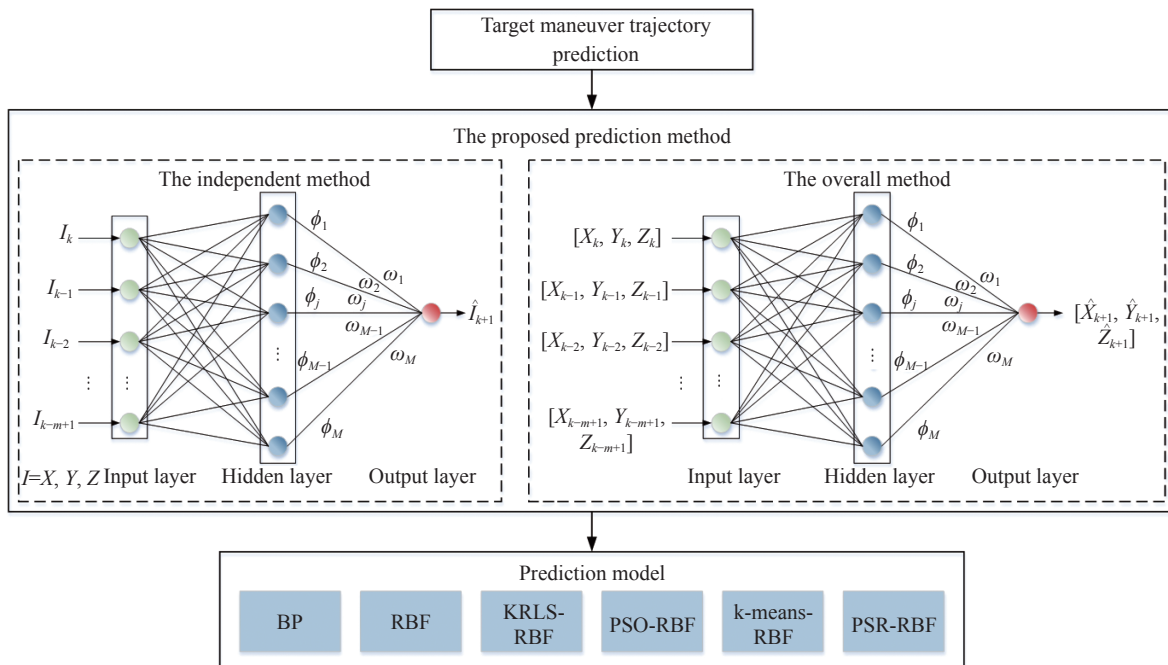 Target maneuver trajectory
prediction
The proposed prediction method
The independent method
I_k
I_{k−1}
I_{k−2}
⋮ ⋮
I_{k−m+1}
ϕ_1
ϕ_2
ϕ_j
⋮
ϕ_{M−1}
ϕ_M
ω_1
ω_2
ω_j
ω_{M−1}
ω_M
Î_{k+1}
I=X, Y, Z
Input layer
Hidden layer
Output layer
The overall method
[X_k, Y_k, Z_k]
[X_{k−1}, Y_{k−1}, Z_{k−1}]
[X_{k−2}, Y_{k−2}, Z_{k−2}]
⋮ ⋮
[X_{k−m+1}, Y_{k−m+1},
Z_{k−m+1}]
ϕ_1
ϕ_2
ϕ_j
⋮
ϕ_{M−1}
ϕ_M
ω_1
ω_2
ω_j
ω_{M−1}
ω_M
[X̂_{k+1}, Ŷ_{k+1},
Ẑ_{k+1}]
Input layer
Hidden layer
Output layer
Prediction model
BP
RBF
KRLS-
RBF
PSO-RBF
k-means-
RBF
PSR-RBF